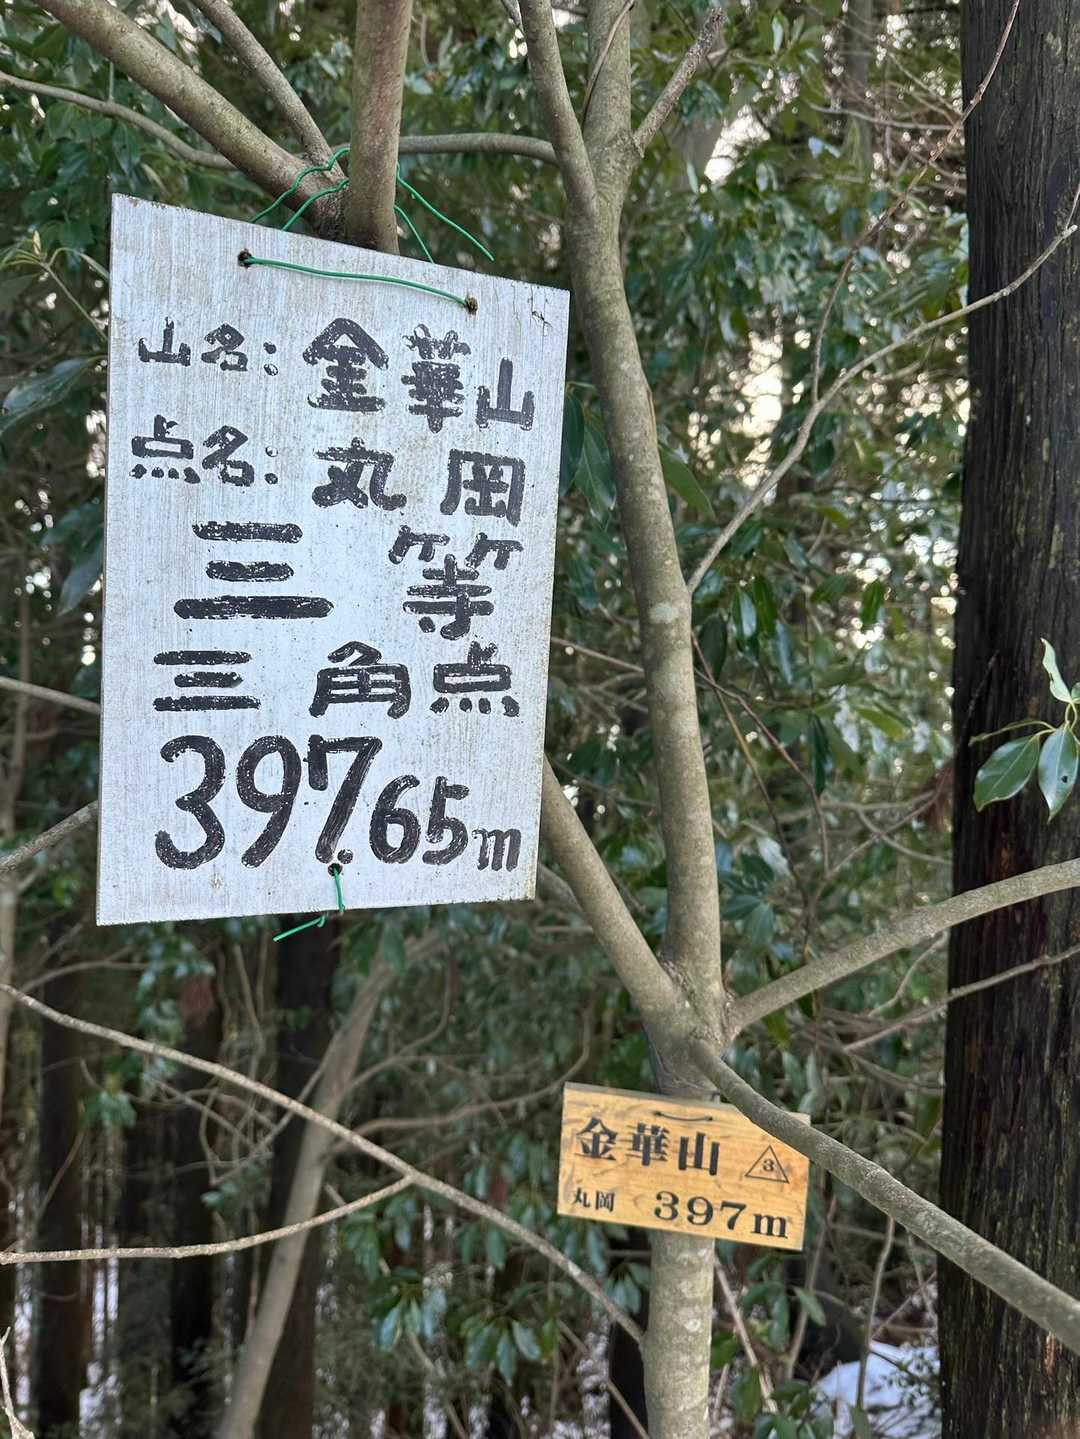 山名: 金華山
点名: 丸岡
三等
三角点
397.65m
金華山
3
丸岡 397m